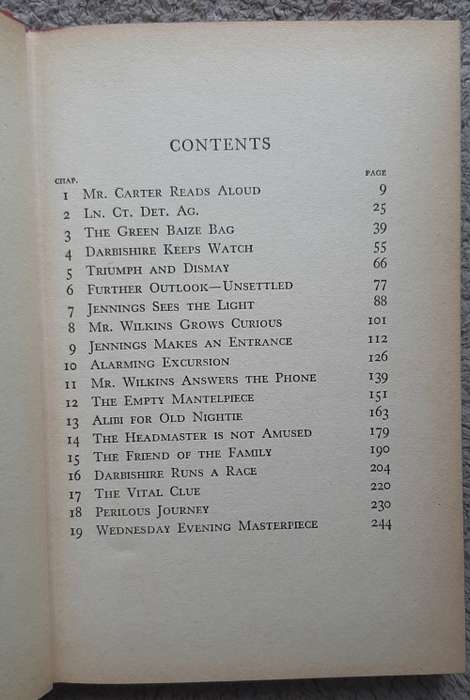 CONTENTS
CHAP. PAGE
1 MR. CARTER READS ALOUD 9
2 LN. CT. DET. AG. 25
3 THE GREEN BAIZE BAG 39
4 DARBISHIRE KEEPS WATCH 55
5 TRIUMPH AND DISMAY 66
6 FURTHER OUTLOOK—UNSETTLED 77
7 JENNINGS SEES THE LIGHT 88
8 MR. WILKINS GROWS CURIOUS 101
9 JENNINGS MAKES AN ENTRANCE 112
10 ALARMING EXCURSION 126
11 MR. WILKINS ANSWERS THE PHONE 139
12 THE EMPTY MANTELPIECE 151
13 ALIBI FOR OLD NIGHTIE 163
14 THE HEADMASTER IS NOT AMUSED 179
15 THE FRIEND OF THE FAMILY 190
16 DARBISHIRE RUNS A RACE 204
17 THE VITAL CLUE 220
18 PERILOUS JOURNEY 230
19 WEDNESDAY EVENING MASTERPIECE 244